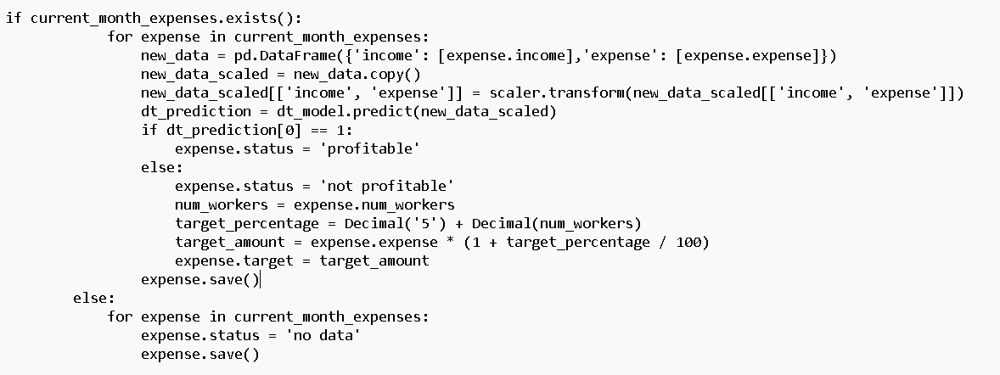 if current_month_expenses.exists():
            for expense in current_month_expenses:
                new_data = pd.DataFrame({'income': [expense.income],'expense': [expense.expense]})
                new_data_scaled = new_data.copy()
                new_data_scaled[['income', 'expense']] = scaler.transform(new_data_scaled[['income', 'expense']])
                dt_prediction = dt_model.predict(new_data_scaled)
                if dt_prediction[0] == 1:
                    expense.status = 'profitable'
                else:
                    expense.status = 'not profitable'
                    num_workers = expense.num_workers
                    target_percentage = Decimal('5') + Decimal(num_workers)
                    target_amount = expense.expense * (1 + target_percentage / 100)
                    expense.target = target_amount
                expense.save()
        else:
            for expense in current_month_expenses:
                expense.status = 'no data'
                expense.save()